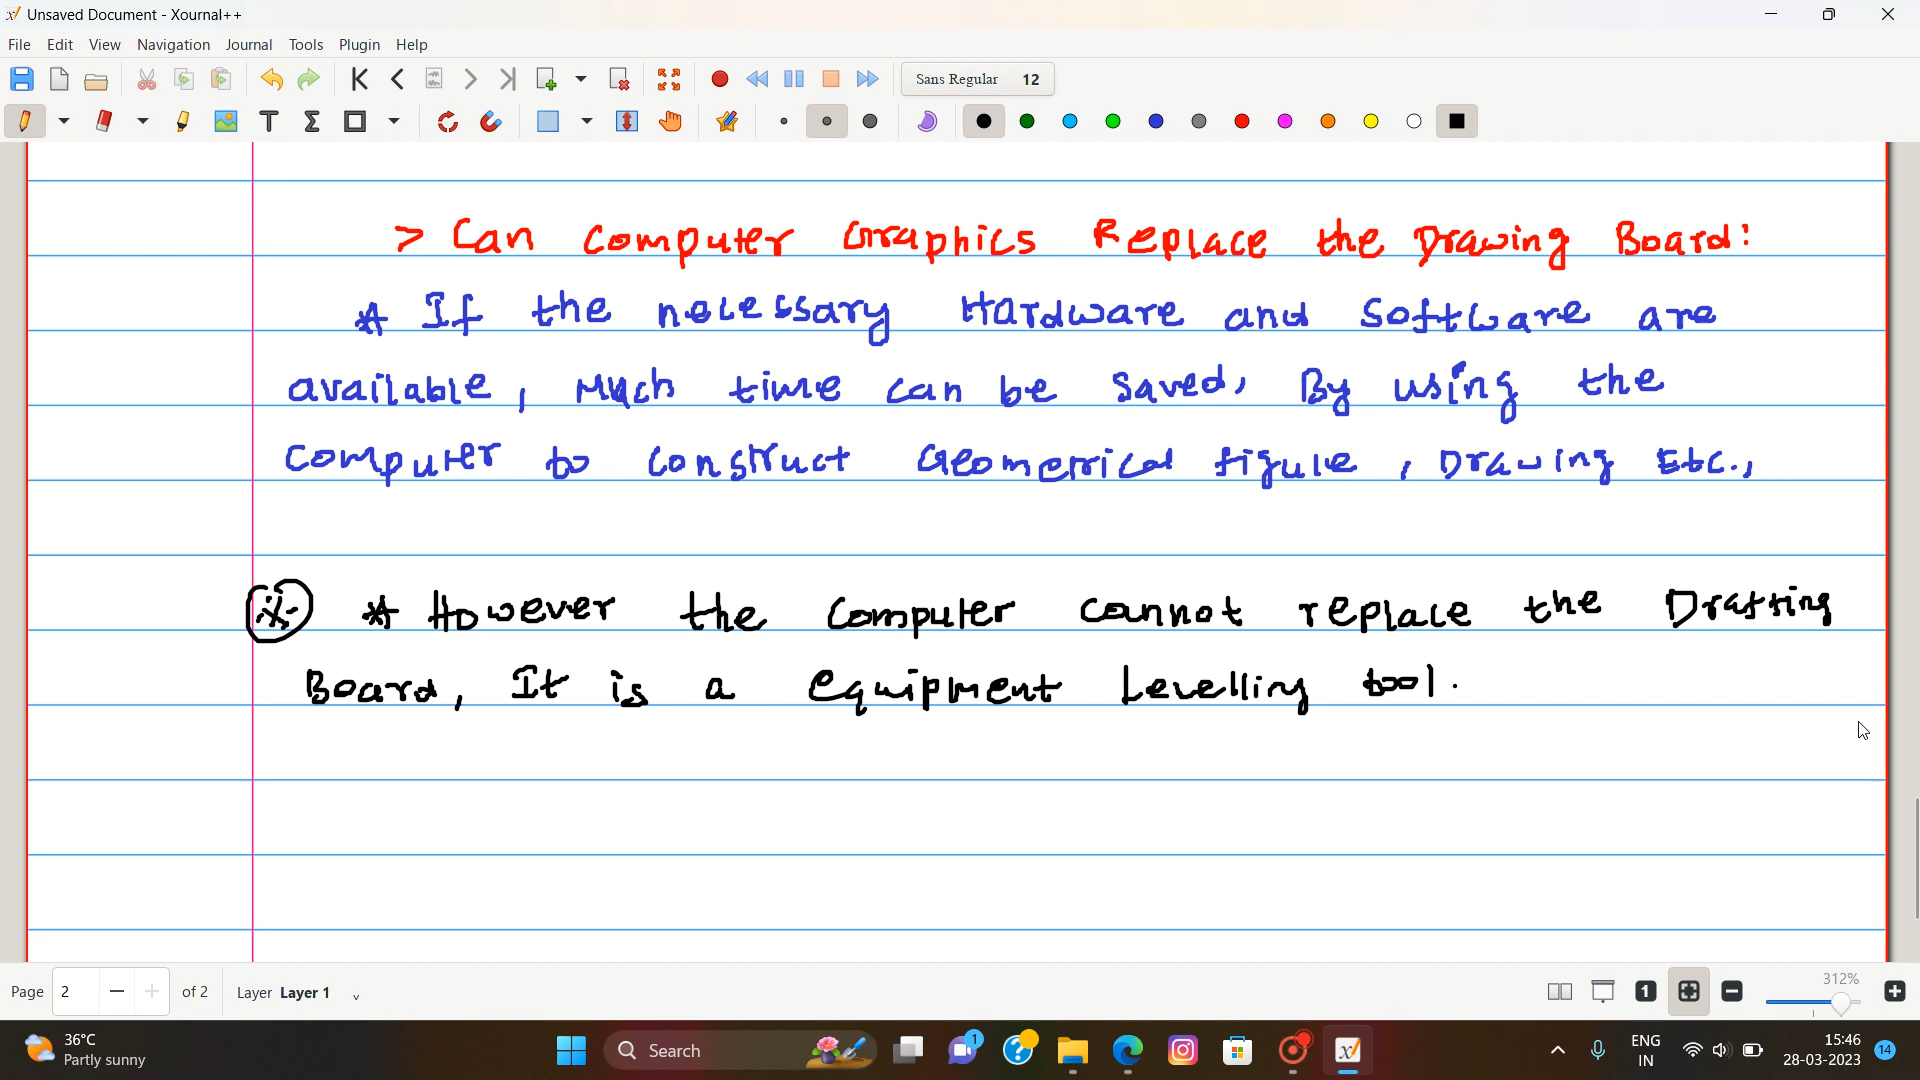 Unsaved Document - Xournal++
File Edit View Navigation Journal Tools Plugin Help
Sans Regular 12
> Can Computer Graphics Replace the Drawing Board:
* If the necessary Hardware and Software are
available, Much time can be saved, By using the
computer to construct Geometrical figure, Drawing Etc.,
* However the Computer cannot replace the Drafting
Board, It is a equipment Levelling tool.
Page 2 of 2 Layer Layer 1 312%
36°C
Partly sunny
Search
1
ENG
IN
15:46
28-03-2023
14